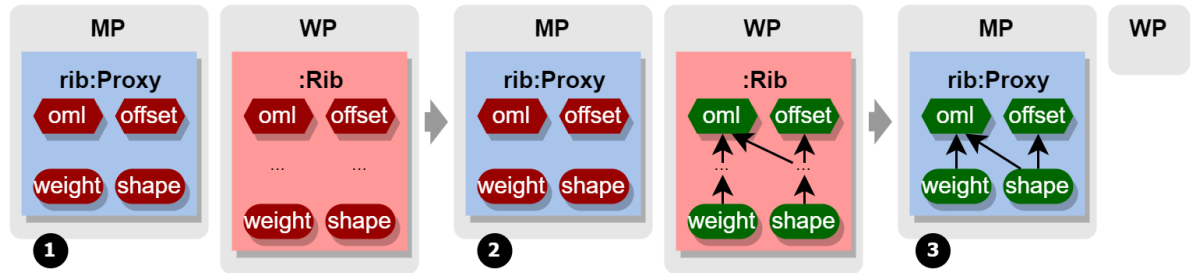 MP
rib:Proxy
oml offset
weight shape
1
WP
:Rib
oml offset
... ...
weight shape
MP
rib:Proxy
oml offset
weight shape
2
WP
:Rib
oml offset
... ...
weight shape
MP
rib:Proxy
oml offset
weight shape
3
WP